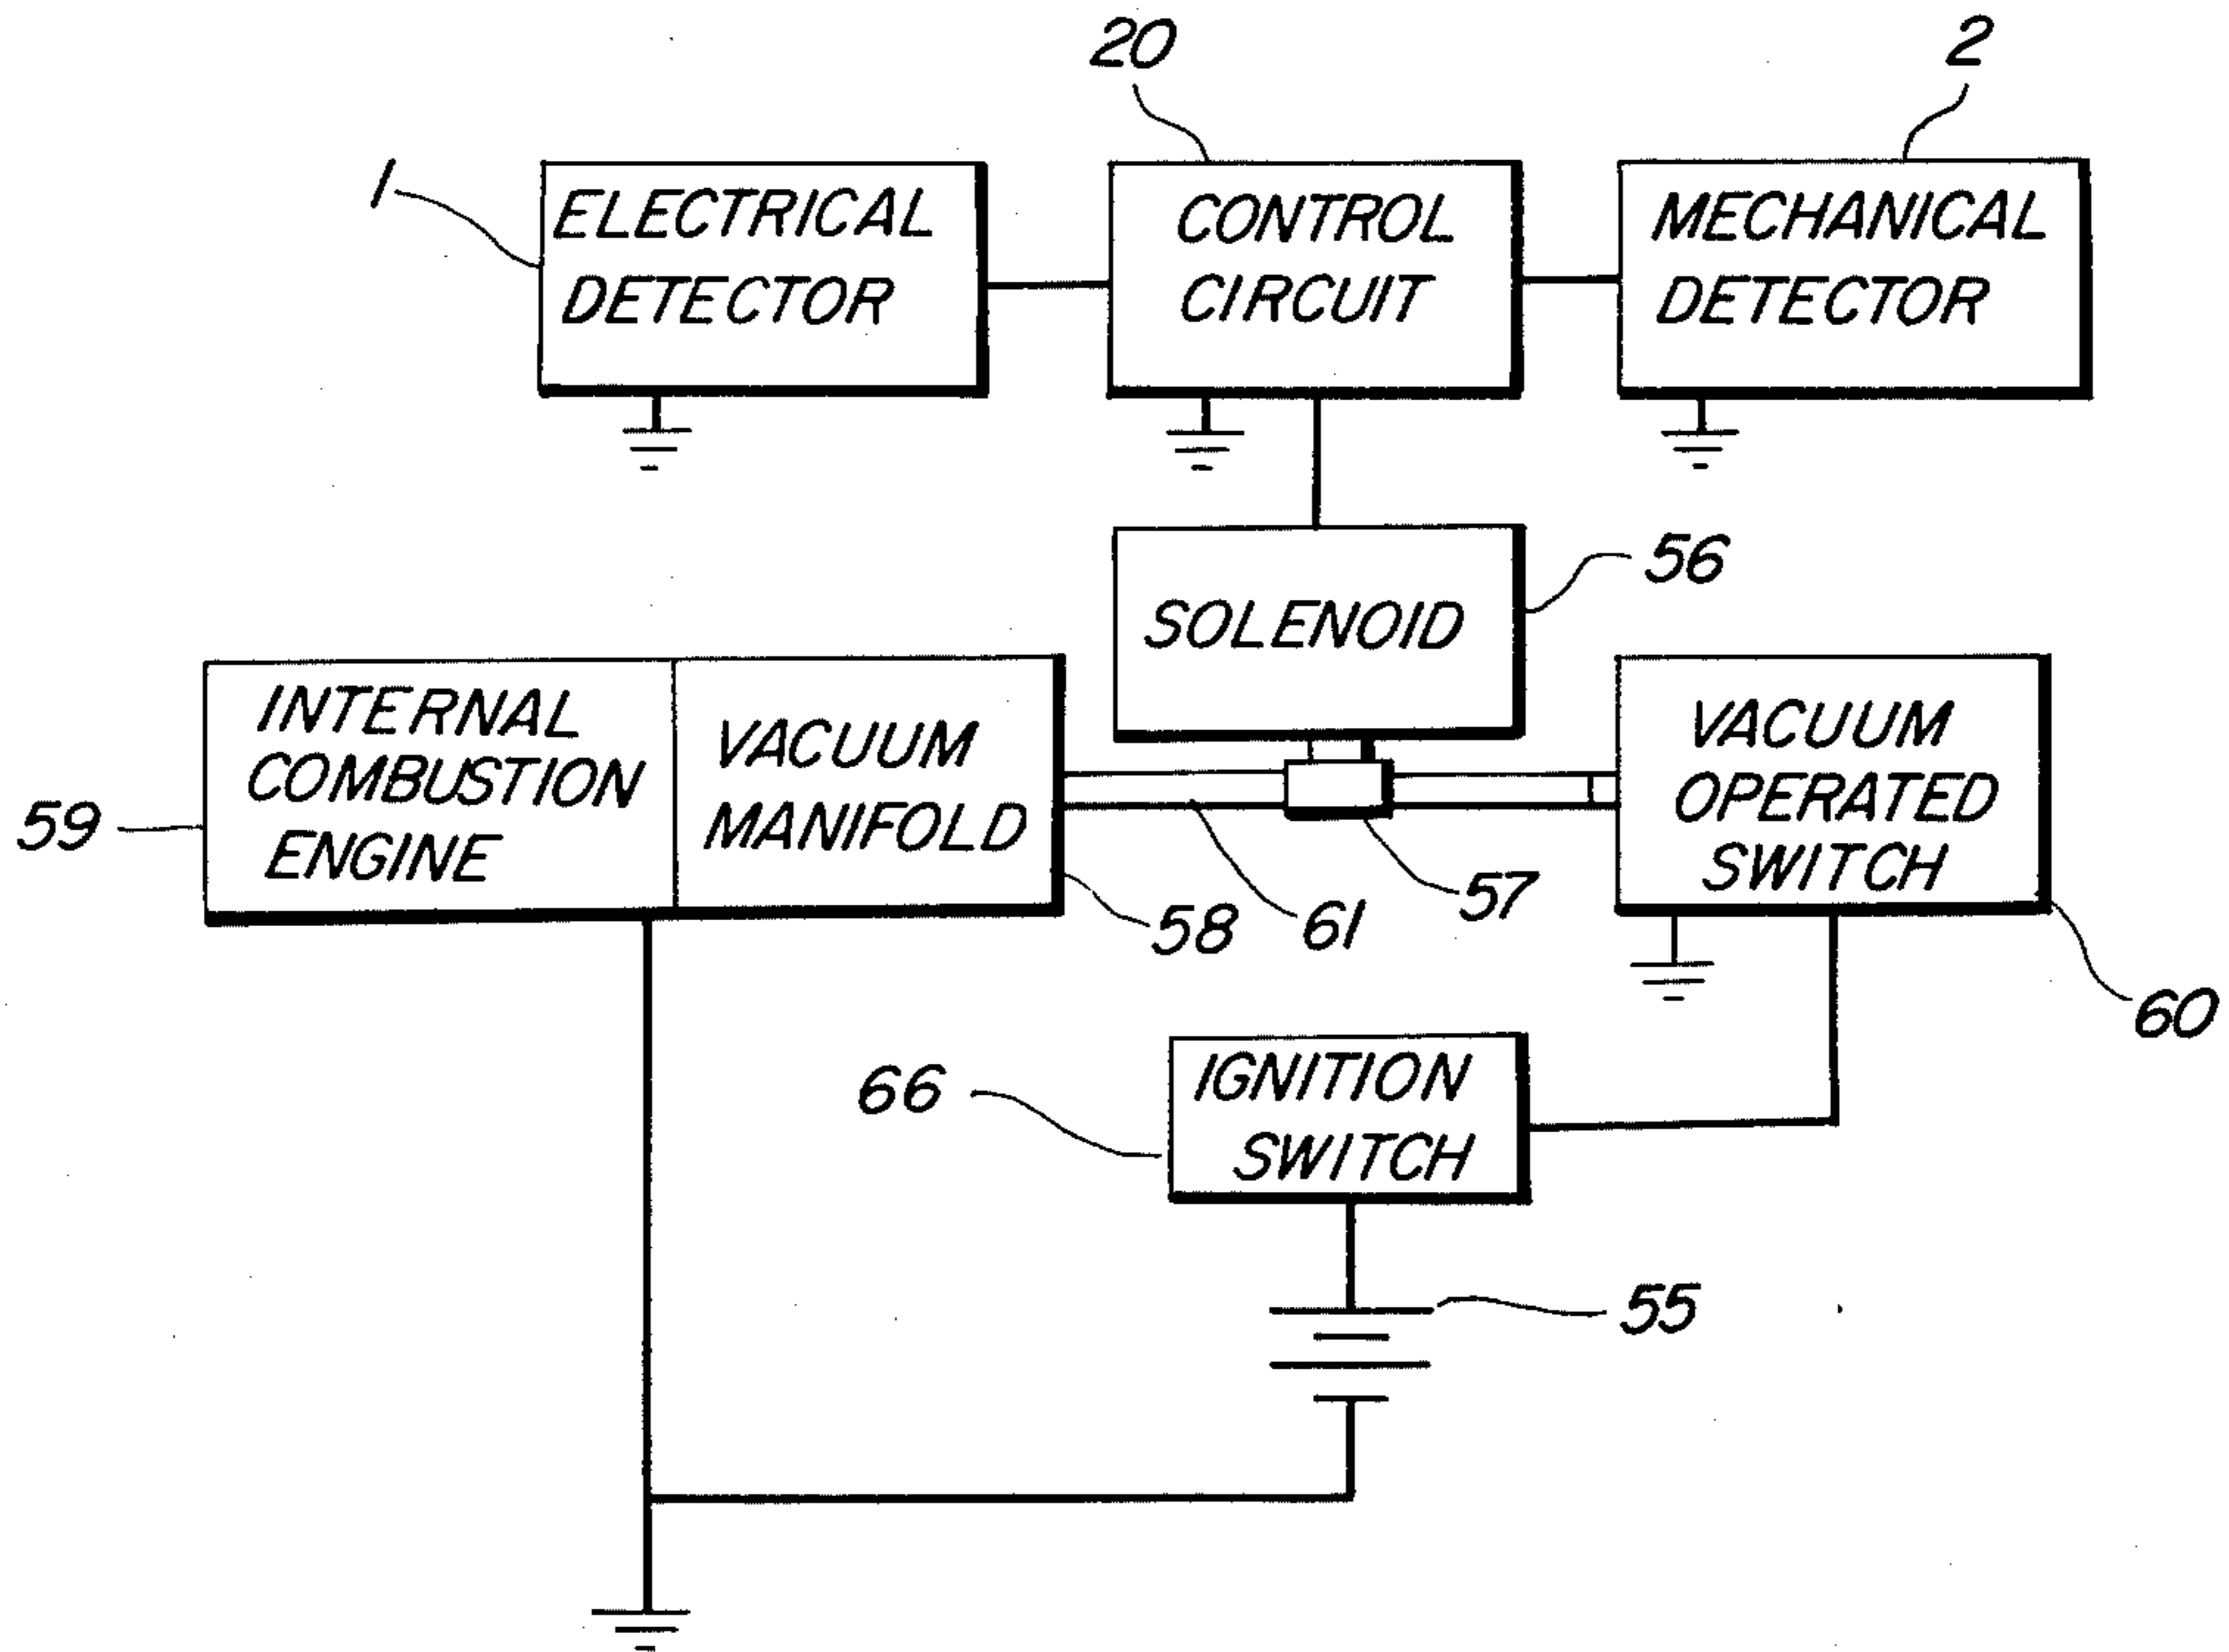 20
2
1
ELECTRICAL
DETECTOR
CONTROL
CIRCUIT
MECHANICAL
DETECTOR
SOLENOID
56
INTERNAL
COMBUSTION
ENGINE
VACUUM
MANIFOLD
VACUUM
OPERATED
SWITCH
59
58
61
57
60
66
IGNITION
SWITCH
55